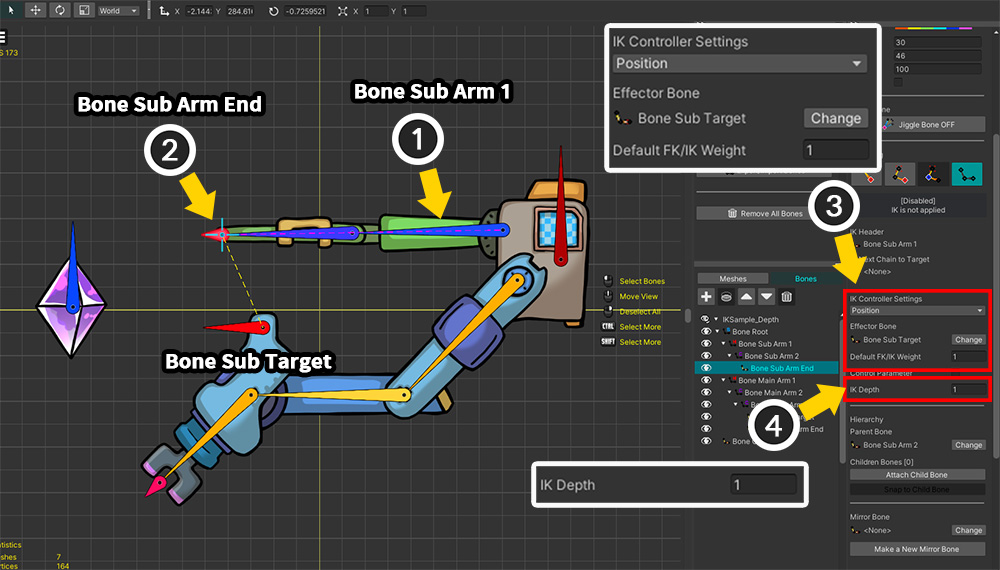 World
X -2.144
Y 284.61
-0.7259521
X 1
Y 1
S 173
Bone Sub Arm End
2
Bone Sub Arm 1
1
IK Controller Settings
Position
Effector Bone
Bone Sub Target
Change
Default FK/IK Weight
1
30
46
100
Jiggle Bone OFF
[Disabled]
IK is not applied
Remove All Bones
3
IK Header
Bone Sub Arm 1
Next Chain to Target
<None>
Meshes
Bones
Select Bones
Move View
Deselect All
CTRL
Select More
SHIFT
Select More
IKSample_Depth
Bone Root
Bone Sub Arm 1
Bone Sub Arm 2
Bone Sub Arm End
Bone Main Arm 1
Bone Main Arm 2
IK Controller Settings
Position
Effector Bone
Bone Sub Target
Change
Default FK/IK Weight
1
Control Parameter
IK Depth
1
Bone Sub Target
4
Hierarchy
Parent Bone
Bone Sub Arm 2
Change
Children Bones [0]
Attach Child Bone
Snap to Child Bone
IK Depth
1
Mirror Bone
<None>
Change
Make a New Mirror Bone
7
164